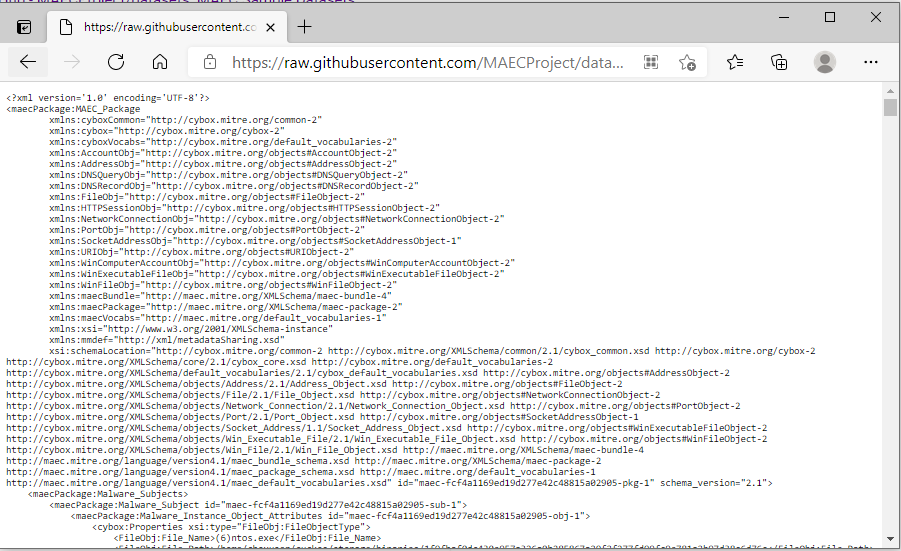 https://raw.githubusercontent.co
https://raw.githubusercontent.com/MAECProject/data...
<?xml version='1.0' encoding='UTF-8'?>
<maecPackage:MAEC_Package
xmlns:cyboxCommon="http://cybox.mitre.org/common-2"
xmlns:cybox="http://cybox.mitre.org/cybox-2"
xmlns:cyboxVocabs="http://cybox.mitre.org/default_vocabularies-2"
xmlns:AccountObj="http://cybox.mitre.org/objects#AccountObject-2"
xmlns:AddressObj="http://cybox.mitre.org/objects#AddressObject-2"
xmlns:DNSQueryObj="http://cybox.mitre.org/objects#DNSQueryObject-2"
xmlns:DNSRecordObj="http://cybox.mitre.org/objects#DNSRecordObject-2"
xmlns:FileObj="http://cybox.mitre.org/objects#FileObject-2"
xmlns:HTTPSessionObj="http://cybox.mitre.org/objects#HTTPSessionObject-2"
xmlns:NetworkConnectionObj="http://cybox.mitre.org/objects#NetworkConnectionObject-2"
xmlns:PortObj="http://cybox.mitre.org/objects#PortObject-2"
xmlns:SocketAddressObj="http://cybox.mitre.org/objects#SocketAddressObject-1"
xmlns:URIObj="http://cybox.mitre.org/objects#URIObject-2"
xmlns:WinComputerAccountObj="http://cybox.mitre.org/objects#WinComputerAccountObject-2"
xmlns:WinExecutableFileObj="http://cybox.mitre.org/objects#WinExecutableFileObject-2"
xmlns:WinFileObj="http://cybox.mitre.org/objects#WinFileObject-2"
xmlns:maecBundle="http://maec.mitre.org/XMLSchema/maec-bundle-4"
xmlns:maecPackage="http://maec.mitre.org/XMLSchema/maec-package-2"
xmlns:maecVocabs="http://maec.mitre.org/default_vocabularies-1"
xmlns:xsi="http://www.w3.org/2001/XMLSchema-instance"
xmlns:mmdef="http://xml/metadataSharing.xsd"
xsi:schemaLocation="http://cybox.mitre.org/common-2 http://cybox.mitre.org/XMLSchema/common/2.1/cybox_common.xsd http://cybox.mitre.org/cybox-2
http://cybox.mitre.org/XMLSchema/core/2.1/cybox_core.xsd http://cybox.mitre.org/default_vocabularies-2
http://cybox.mitre.org/XMLSchema/default_vocabularies/2.1/cybox_default_vocabularies.xsd http://cybox.mitre.org/objects#AddressObject-2
http://cybox.mitre.org/XMLSchema/objects/Address/2.1/Address_Object.xsd http://cybox.mitre.org/objects#FileObject-2
http://cybox.mitre.org/XMLSchema/objects/File/2.1/File_Object.xsd http://cybox.mitre.org/objects#NetworkConnectionObject-2
http://cybox.mitre.org/XMLSchema/objects/Network_Connection/2.1/Network_Connection_Object.xsd http://cybox.mitre.org/objects#PortObject-2
http://cybox.mitre.org/XMLSchema/objects/Port/2.1/Port_Object.xsd http://cybox.mitre.org/objects#SocketAddressObject-1
http://cybox.mitre.org/XMLSchema/objects/Socket_Address/1.1/Socket_Address_Object.xsd http://cybox.mitre.org/objects#WinExecutableFileObject-2
http://cybox.mitre.org/XMLSchema/objects/Win_Executable_File/2.1/Win_Executable_File_Object.xsd http://cybox.mitre.org/objects#WinFileObject-2
http://cybox.mitre.org/XMLSchema/objects/Win_File/2.1/Win_File_Object.xsd http://maec.mitre.org/XMLSchema/maec-bundle-4
http://maec.mitre.org/language/version4.1/maec_bundle_schema.xsd http://maec.mitre.org/XMLSchema/maec-package-2
http://maec.mitre.org/language/version4.1/maec_package_schema.xsd http://maec.mitre.org/default_vocabularies-1
http://maec.mitre.org/language/version4.1/maec_default_vocabularies.xsd" id="maec-fcf4a1169ed19d277e42c48815a02905-pkg-1" schema_version="2.1">
<maecPackage:Malware_Subjects>
<maecPackage:Malware_Subject id="maec-fcf4a1169ed19d277e42c48815a02905-sub-1">
<maecPackage:Malware_Instance_Object_Attributes id="maec-fcf4a1169ed19d277e42c48815a02905-obj-1">
<cybox:Properties xsi:type="FileObj:FileObjectType">
<FileObj:File_Name>(6)ntos.exe</FileObj:File_Name>